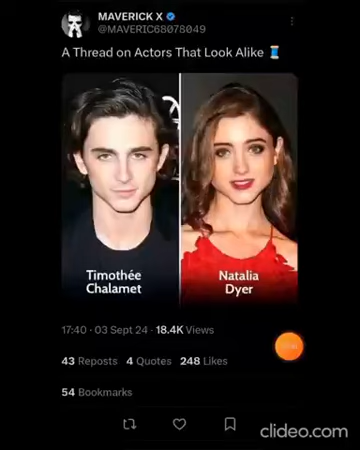 MAVERICK X
@MAVERIC68078049
A Thread on Actors That Look Alike
Timothée
Chalamet
Natalia
Dyer
17:40 · 03 Sept 24 · 18.4K Views
43 Reposts 4 Quotes 248 Likes
54 Bookmarks
clideo.com